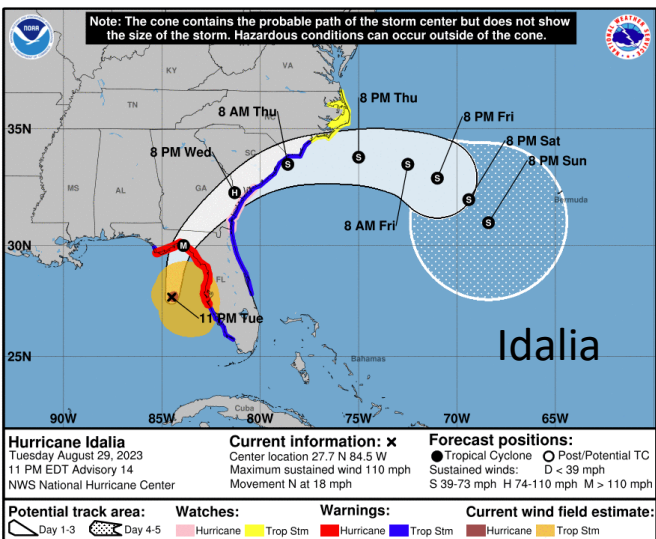 Note: The cone contains the probable path of the storm center but does not show
the size of the storm. Hazardous conditions can occur outside of the cone.
NOAA
NATIONAL WEATHER SERVICE
KY
VA
TN
NC
8 PM Thu
8 AM Thu
8 PM Fri
35N
8 PM Wed
SC
8 PM Sat
8 PM Sun
MS
AL
GA
S
S
S
S
S
S
H
8 AM Fri
Bermuda
30N
M
FL
11 PM Tue
Idalia
25N
Bahamas
Cuba
90W
85W
80W
75W
70W
65W
Hurricane Idalia
Tuesday August 29, 2023
11 PM EDT Advisory 14
NWS National Hurricane Center
Current information: ×
Center location 27.7 N 84.5 W
Maximum sustained wind 110 mph
Movement N at 18 mph
Forecast positions:
Tropical Cyclone Post/Potential TC
Sustained winds: D < 39 mph
S 39-73 mph H 74-110 mph M > 110 mph
Potential track area:
Day 1-3 Day 4-5
Watches:
Hurricane Trop Stm
Warnings:
Hurricane Trop Stm
Current wind field estimate:
Hurricane Trop Stm